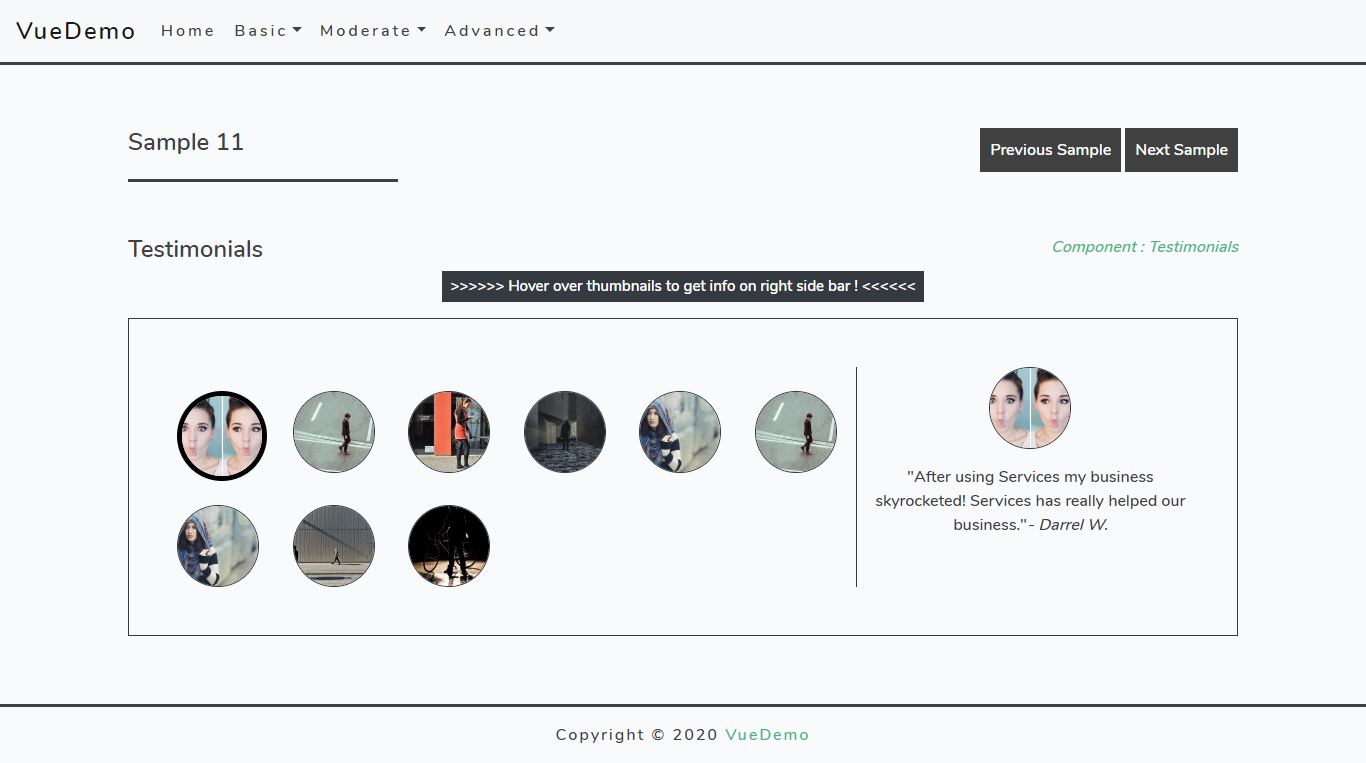 VueDemo Home Basic Moderate Advanced
Sample 11
Previous Sample Next Sample
Testimonials
Component : Testimonials
>>>>>> Hover over thumbnails to get info on right side bar ! <<<<<<
"After using Services my business
skyrocketed! Services has really helped our
business."- Darrel W.
Copyright © 2020 VueDemo